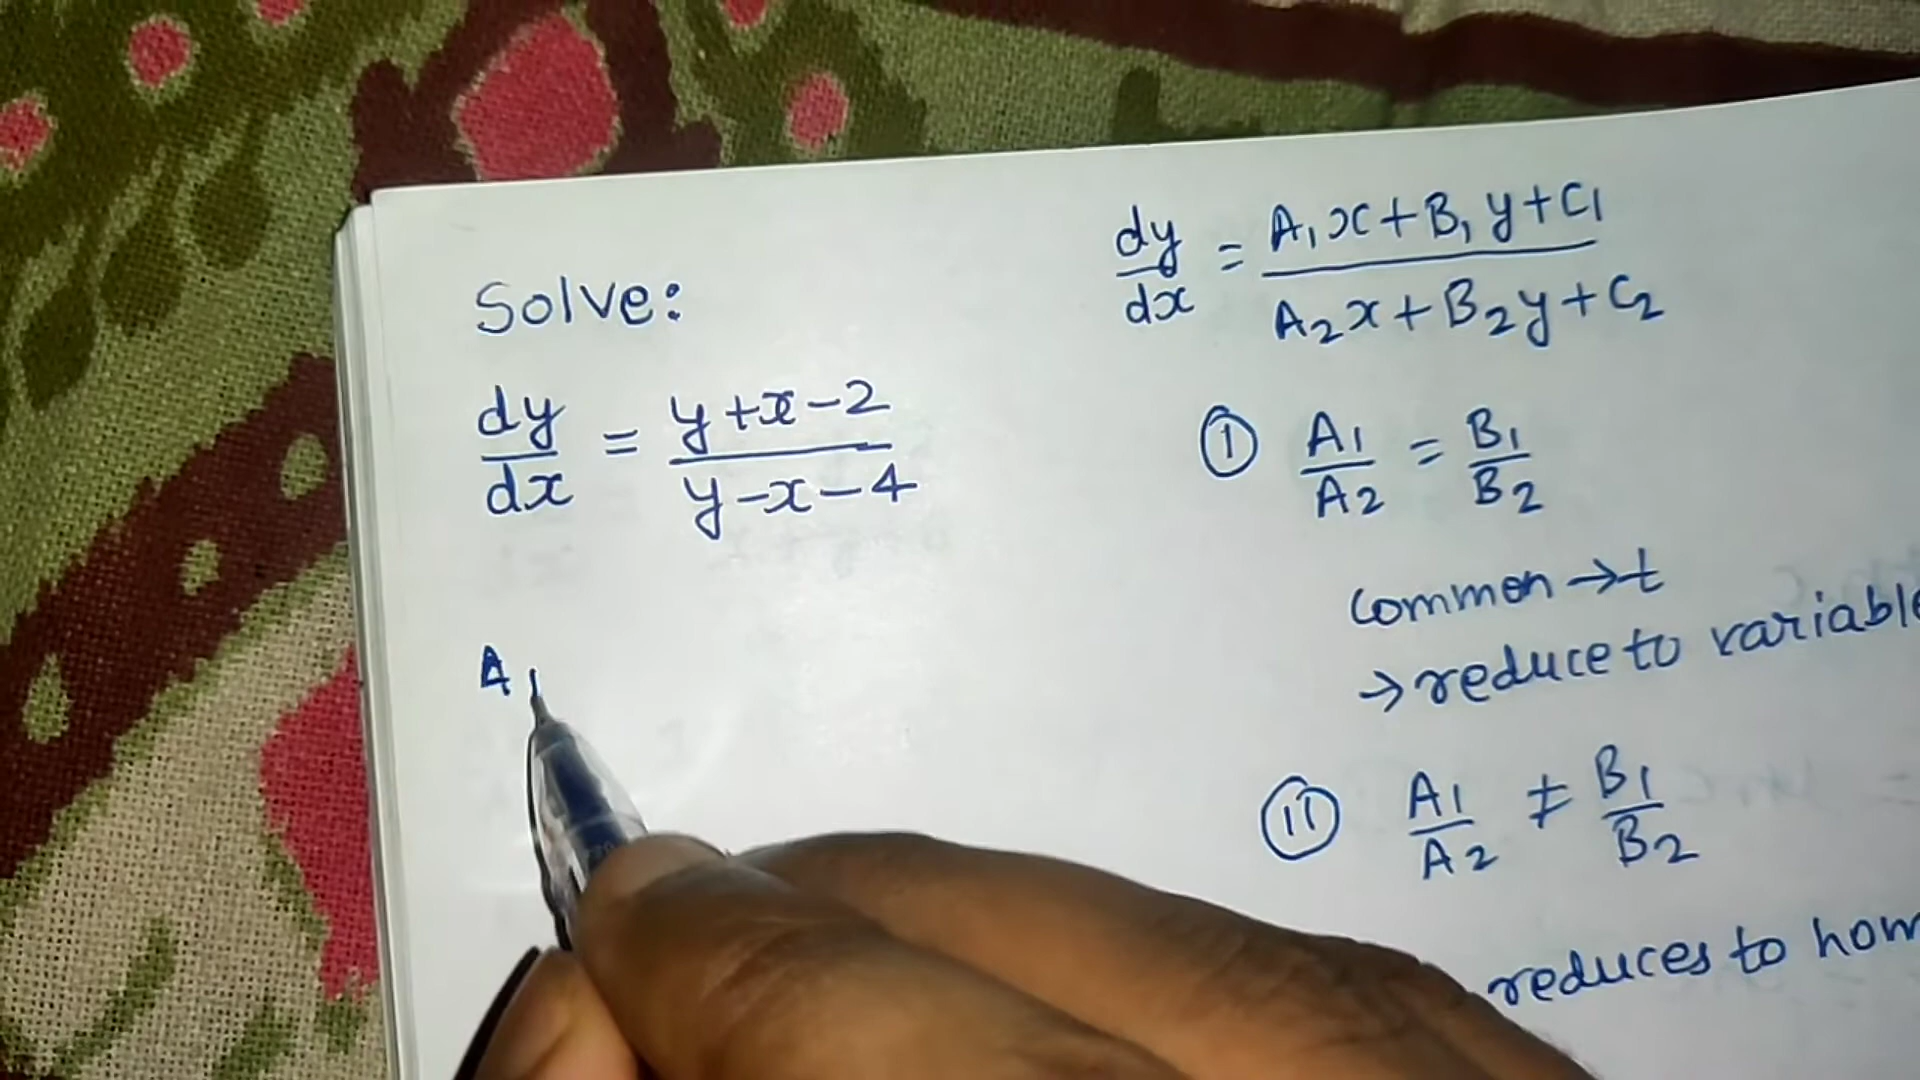 Solve:
dy/dx = (y+x-2)/(y-x-4)
A1
dy/dx = (A1x+B1y+C1)/(A2x+B2y+C2)
① A1/A2 = B1/B2
common → t
→ reduce to variable
⑪ A1/A2 ≠ B1/B2
reduces to hom